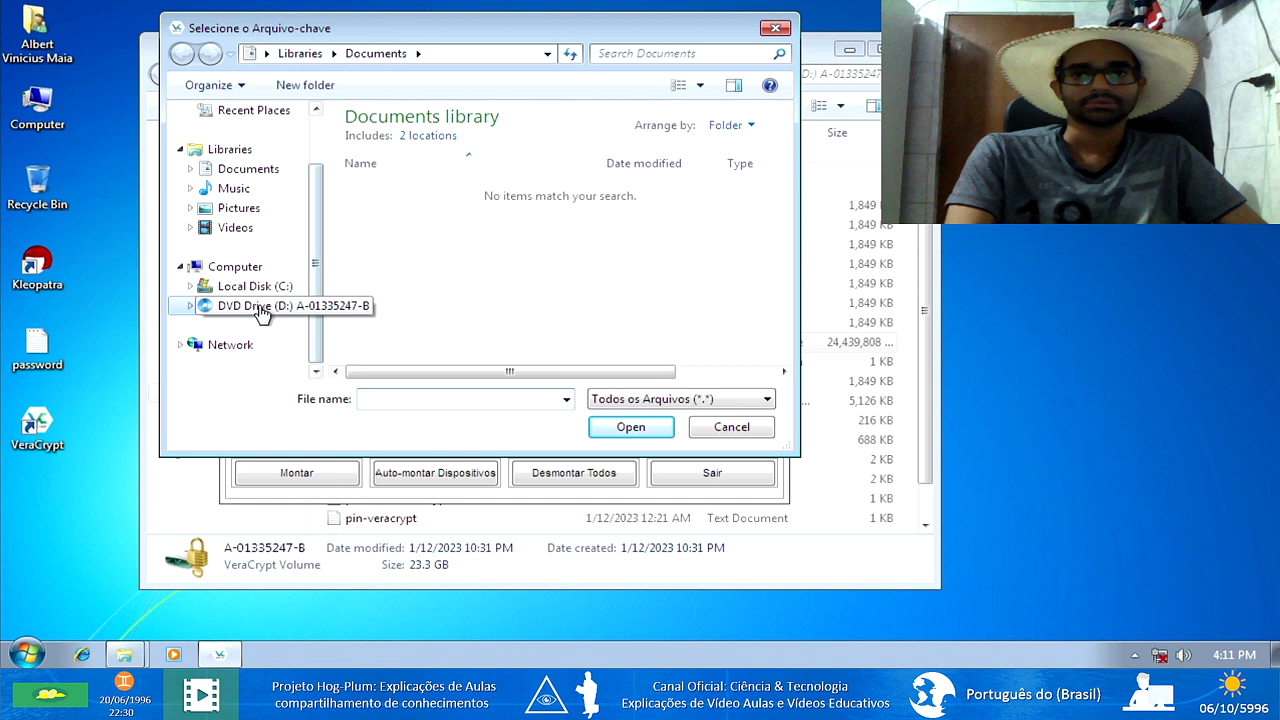 Albert
Vinicius Maia
Computer
Recycle Bin
Kleopatra
password
VeraCrypt
Selecione o Arquivo-chave
Libraries
Documents
Search Documents
Organize
New folder
Recent Places
Libraries
Documents
Music
Pictures
Videos
Computer
Local Disk (C:)
DVD Drive (D:) A-01335247-B
Network
Documents library
Includes: 2 locations
Arrange by: Folder
Name
Date modified
Type
No items match your search.
File name:
Todos os Arquivos (*.*)
Open
Cancel
D:) A-01335247
Size
1,849 KB
1,849 KB
1,849 KB
1,849 KB
1,849 KB
1,849 KB
1,849 KB
24,439,808 ...
1 KB
1,849 KB
5,126 KB
216 KB
688 KB
2 KB
2 KB
1 KB
Montar
Auto-montar Dispositivos
Desmontar Todos
Sair
pin-veracrypt
1/12/2023 12:21 AM
Text Document
1 KB
A-01335247-B
Date modified: 1/12/2023 10:31 PM
Date created: 1/12/2023 10:31 PM
VeraCrypt Volume
Size: 23.3 GB
4:11 PM
20/06/1996
22:30
Projeto Hog-Plum: Explicações de Aulas
compartilhamento de conhecimentos
Canal Oficial: Ciência & Tecnologia
Explicações de Vídeo Aulas e Vídeos Educativos
Português do (Brasil)
06/10/5996